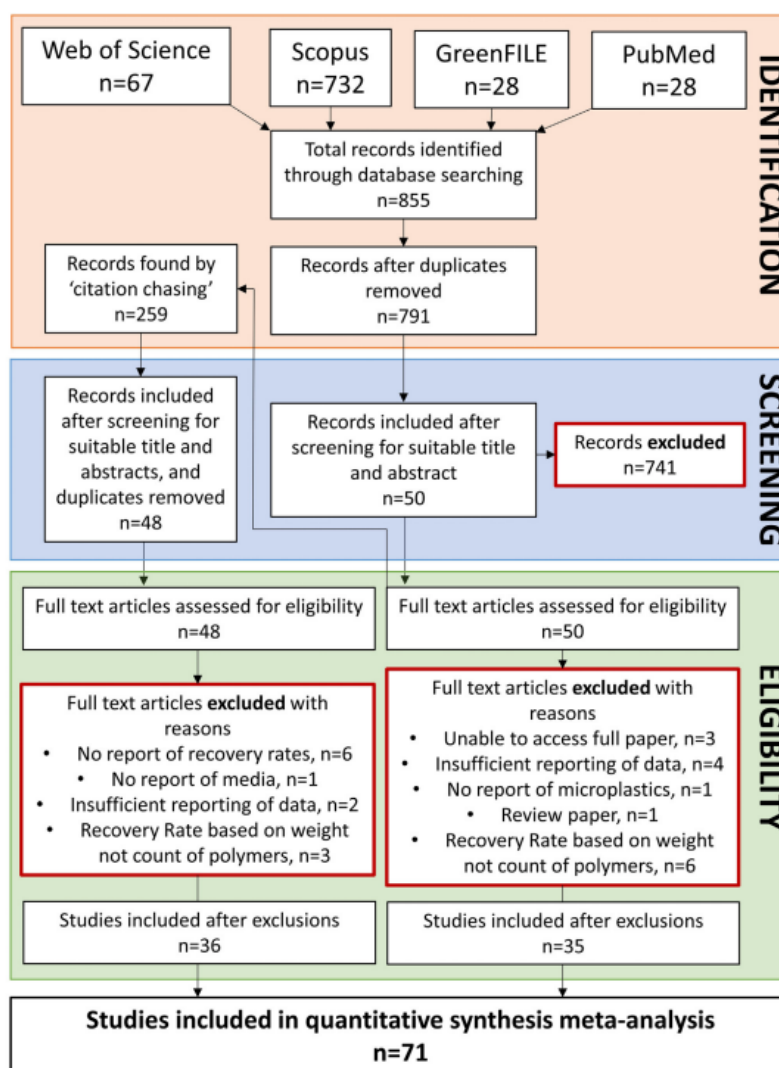 Web of Science
n=67
Scopus
n=732
GreenFILE
n=28
PubMed
n=28
IDENTIFICATION
Total records identified
through database searching
n=855
Records found by
‘citation chasing’
n=259
Records after duplicates
removed
n=791
SCREENING
Records included
after screening for
suitable title and
abstracts, and
duplicates removed
n=48
Records included after
screening for suitable title
and abstract
n=50
Records excluded
n=741
ELIGIBILITY
Full text articles assessed for eligibility
n=48
Full text articles assessed for eligibility
n=50
Full text articles excluded with
reasons
• No report of recovery rates, n=6
• No report of media, n=1
• Insufficient reporting of data, n=2
• Recovery Rate based on weight
not count of polymers, n=3
Full text articles excluded with
reasons
• Unable to access full paper, n=3
• Insufficient reporting of data, n=4
• No report of microplastics, n=1
• Review paper, n=1
• Recovery Rate based on weight
not count of polymers, n=6
Studies included after exclusions
n=36
Studies included after exclusions
n=35
Studies included in quantitative synthesis meta-analysis
n=71